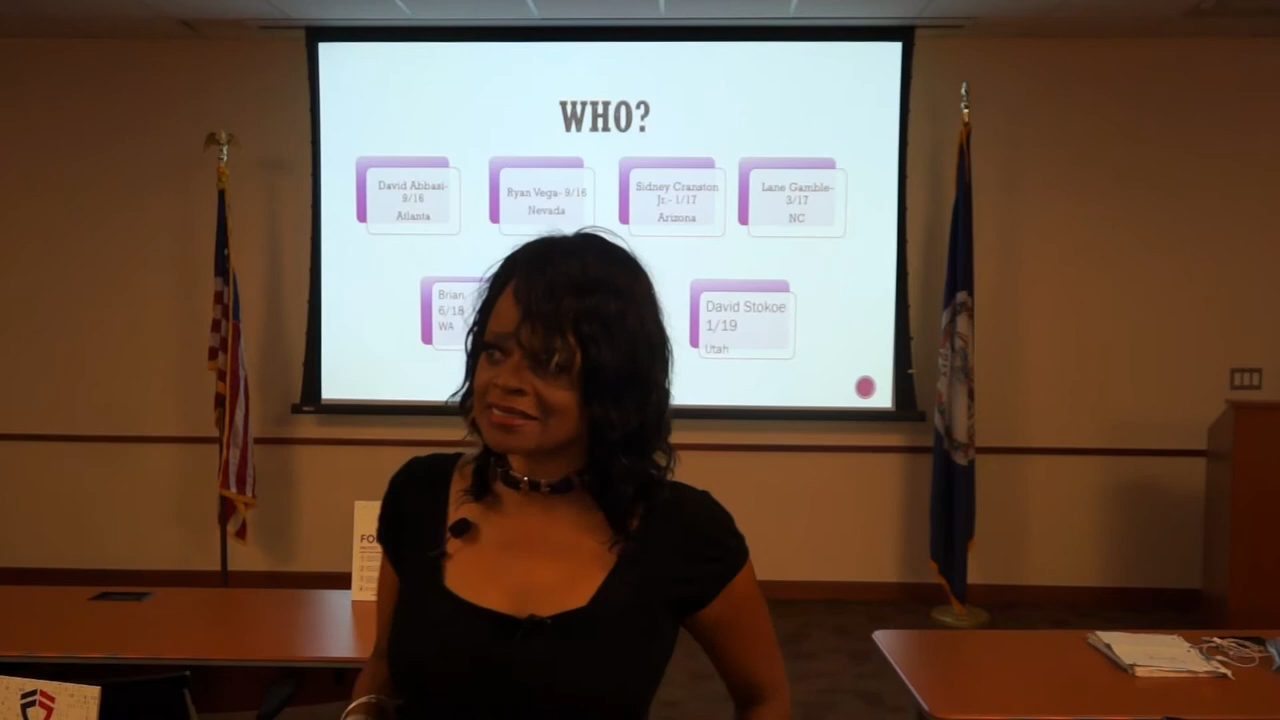 WHO?
David Abbasi-
9/16
Atlanta
Ryan Vega- 9/16
Nevada
Sidney Cranston
Jr.- 1/17
Arizona
Lane Gamble-
3/17
NC
Brian
6/18
WA
David Stokoe
1/19
Utah